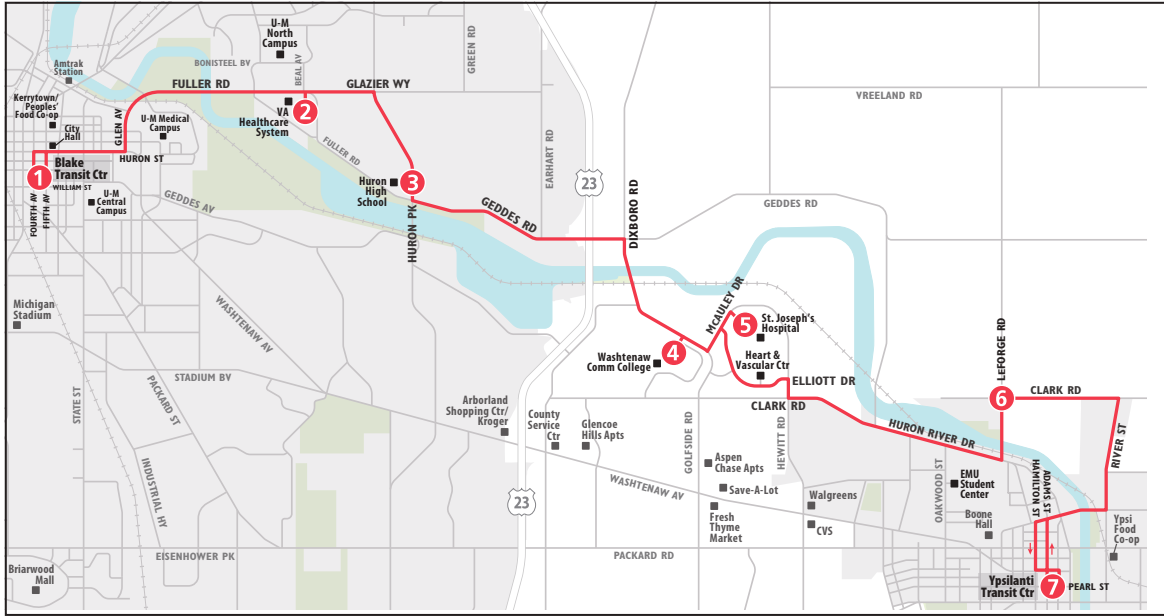 U-M
North
Campus
BONISTEEL BV
BEAL AV
GREEN RD
Amtrak
Station
FULLER RD
GLAZIER WY
VREELAND RD
Kerrytown/
Peoples'
Food Co-op
City
Hall
GLEN AV
U-M Medical
Campus
VA
Healthcare
System
2
FULLER RD
EARHART RD
HURON ST
Blake
Transit Ctr
1
WILLIAM ST
FOURTH AV
FIFTH AV
U-M
Central
Campus
GEDDES AV
Huron
High
School
3
HURON PK
GEDDES RD
23
DIXBORO RD
GEDDES RD
Michigan
Stadium
WASHTENAW AV
MCAULEY DR
5
St. Joseph's
Hospital
4
Washtenaw
Comm College
Heart &
Vascular Ctr
LEFORGE RD
STADIUM BV
STATE ST
PACKARD ST
ELLIOTT DR
CLARK RD
6
CLARK RD
Arborland
Shopping Ctr/
Kroger
County
Service
Ctr
Glencoe
Hills Apts
GOLFSIDE RD
HEWITT RD
HURON RIVER DR
RIVER ST
INDUSTRIAL HY
23
WASHTENAW AV
Aspen
Chase Apts
Save-A-Lot
Fresh
Thyme
Market
Walgreens
CVS
OAKWOOD ST
EMU
Student
Center
Boone
Hall
HAMILTON ST
ADAMS ST
Ypsi
Food
Co-op
EISENHOWER PK
PACKARD RD
Briarwood
Mall
Ypsilanti
Transit Ctr
7
PEARL ST